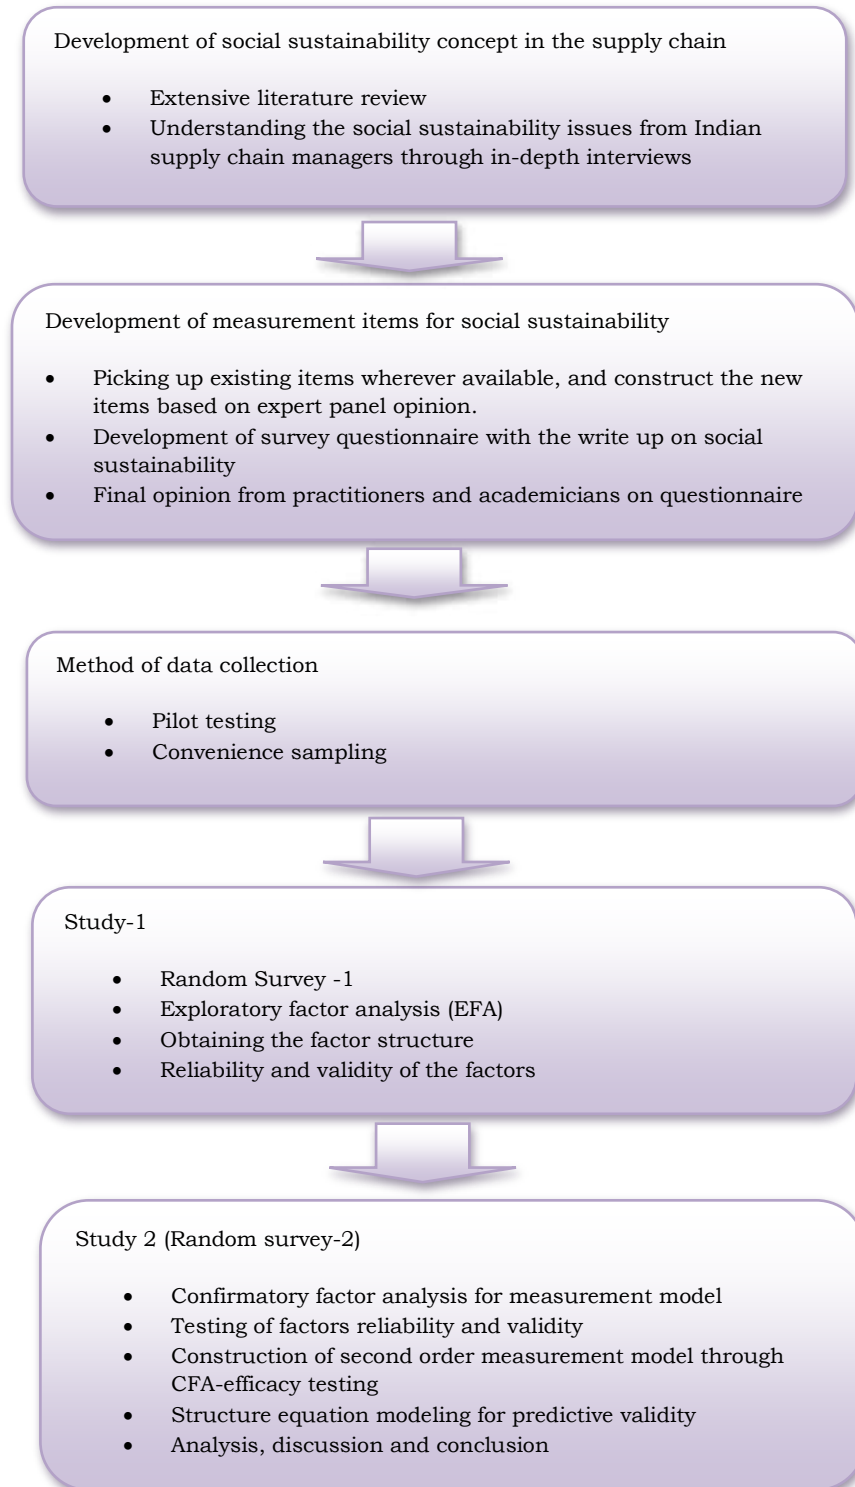 Development of social sustainability concept in the supply chain
• Extensive literature review
• Understanding the social sustainability issues from Indian
supply chain managers through in-depth interviews
Development of measurement items for social sustainability
• Picking up existing items wherever available, and construct the new
items based on expert panel opinion.
• Development of survey questionnaire with the write up on social
sustainability
• Final opinion from practitioners and academicians on questionnaire
Method of data collection
• Pilot testing
• Convenience sampling
Study-1
• Random Survey -1
• Exploratory factor analysis (EFA)
• Obtaining the factor structure
• Reliability and validity of the factors
Study 2 (Random survey-2)
• Confirmatory factor analysis for measurement model
• Testing of factors reliability and validity
• Construction of second order measurement model through
CFA-efficacy testing
• Structure equation modeling for predictive validity
• Analysis, discussion and conclusion